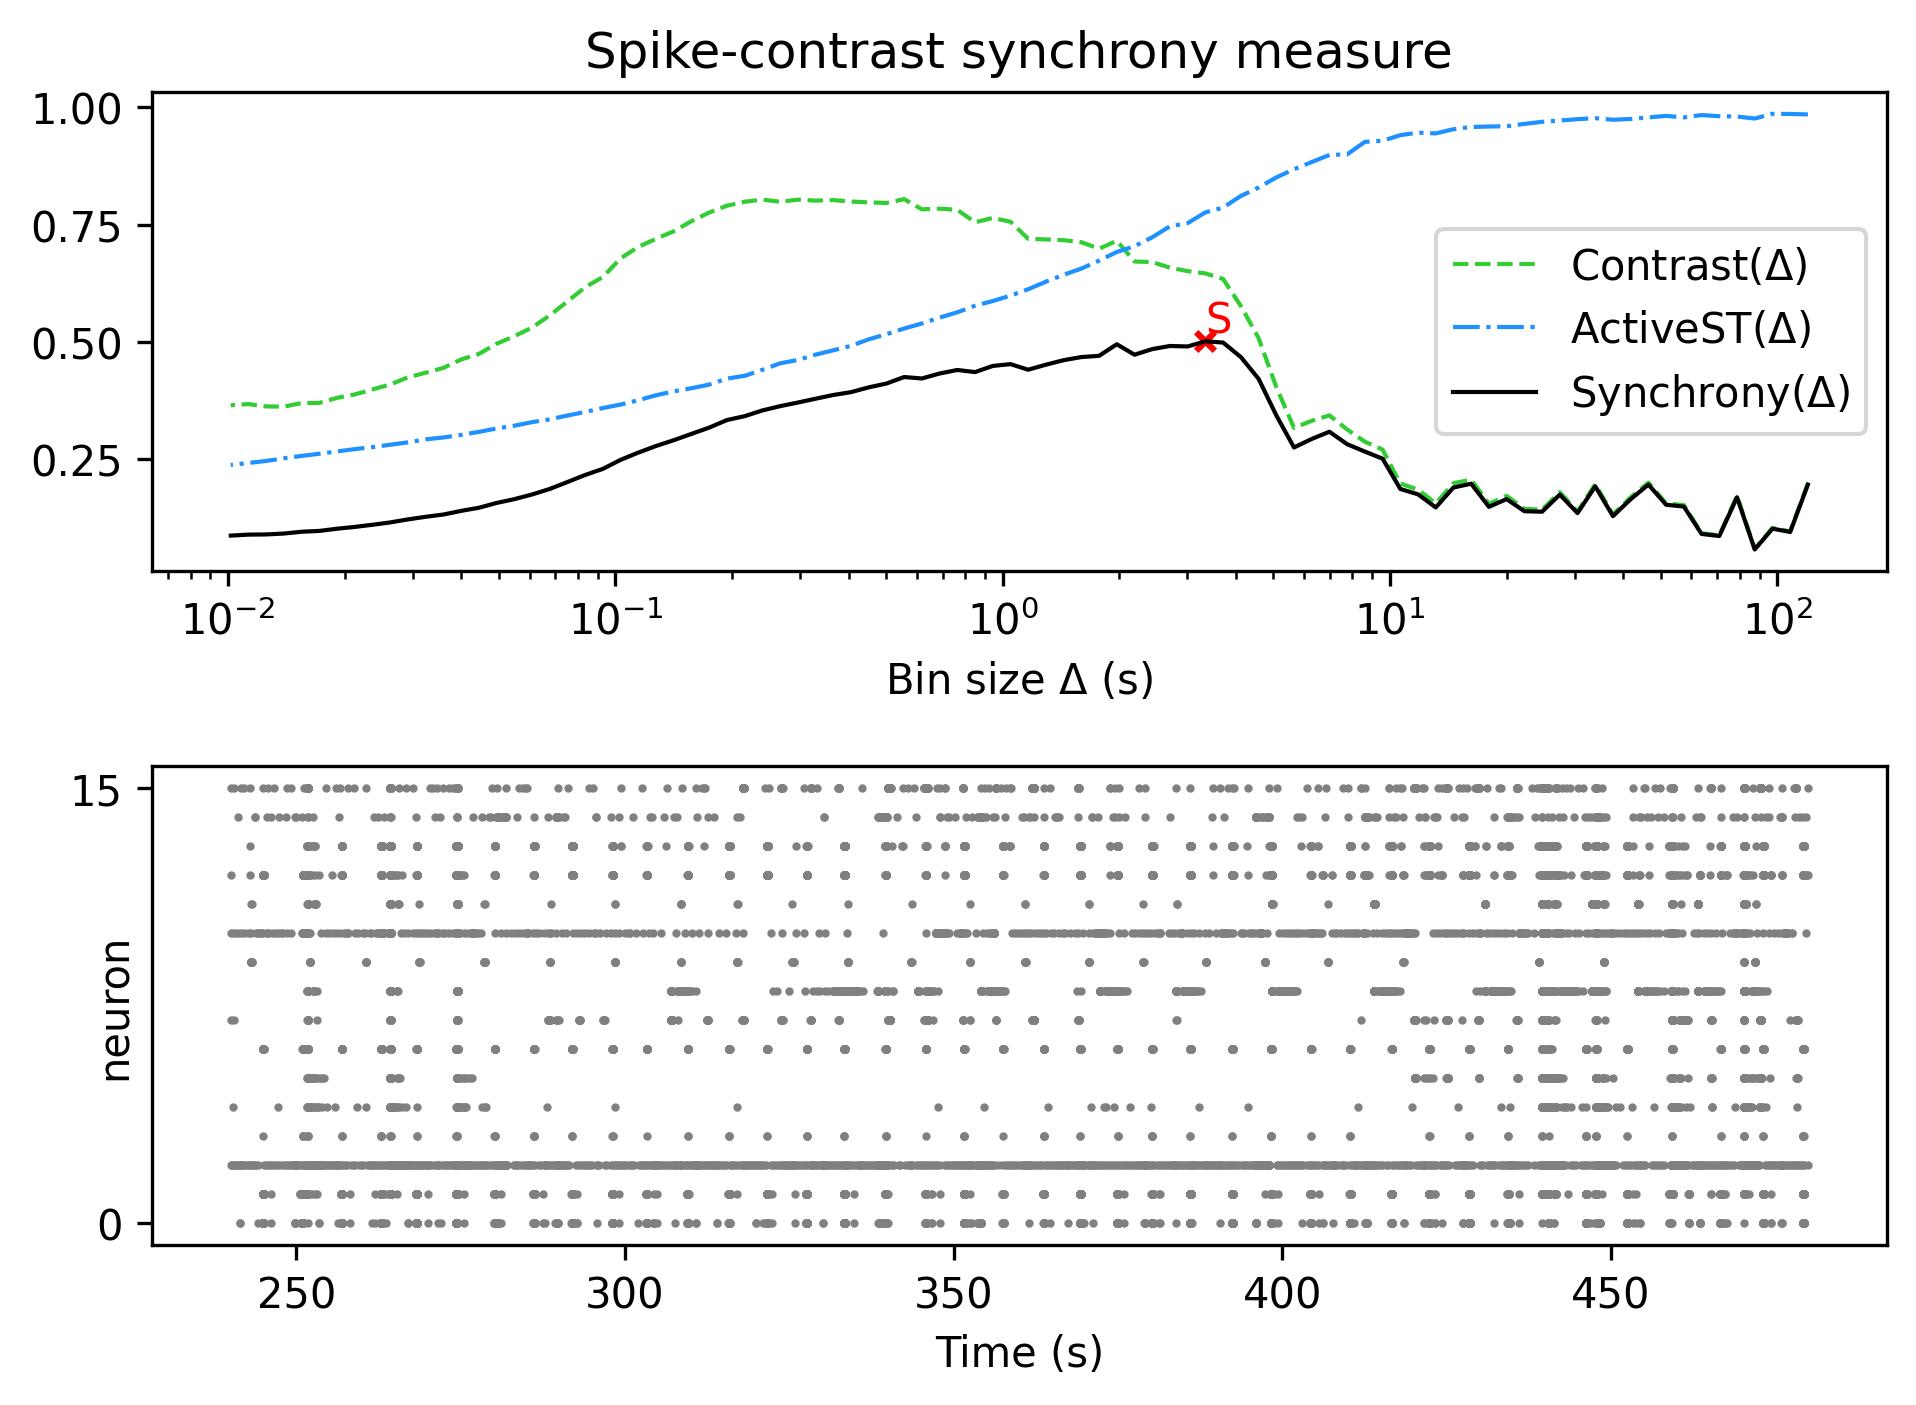 Spike-contrast synchrony measure
1.00
0.75
0.50
0.25
S
Contrast(Δ)
ActiveST(Δ)
Synchrony(Δ)
10⁻² 10⁻¹ 10⁰ 10¹ 10²
Bin size Δ (s)
15
neuron
0
250 300 350 400 450
Time (s)